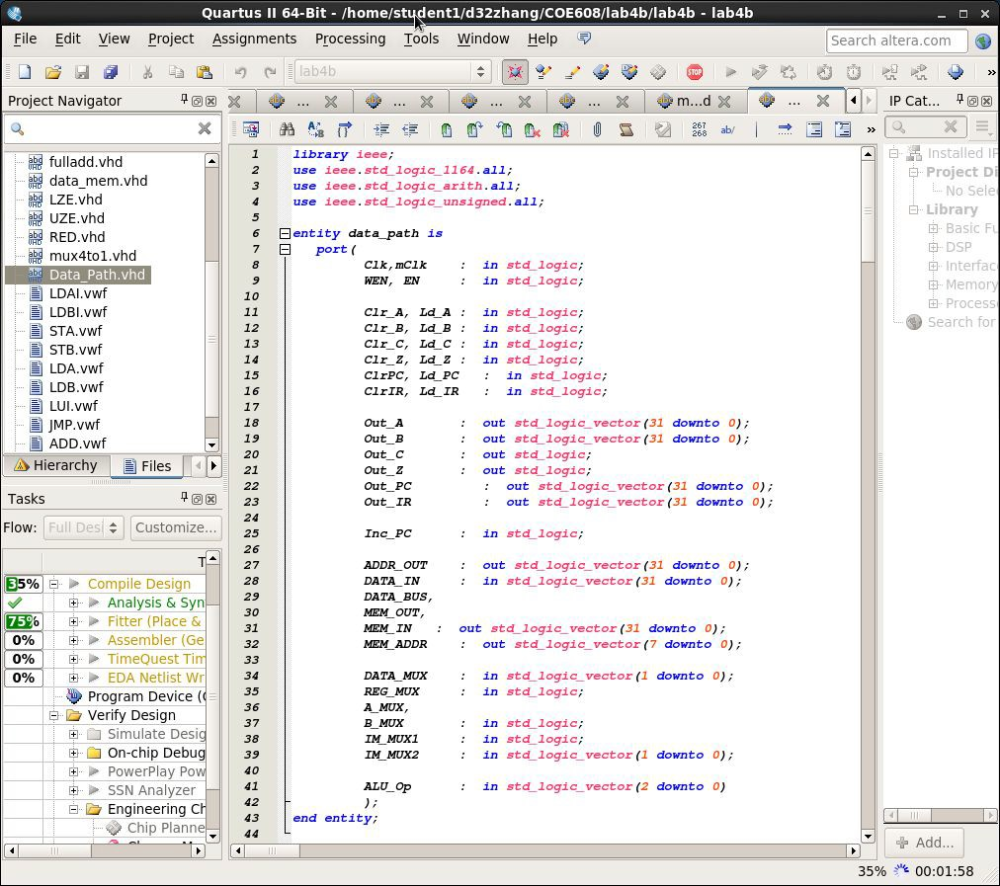 Quartus II 64-Bit - /home/student1/d32zhang/COE608/lab4b/lab4b - lab4b
File Edit View Project Assignments Processing Tools Window Help
Search altera.com
lab4b
STOP
»
Project Navigator
... ... ... ... m...d ...
IP Cat...
267 268 ab/ »
fulladd.vhd
data_mem.vhd
LZE.vhd
UZE.vhd
RED.vhd
mux4to1.vhd
Data_Path.vhd
LDAI.vwf
LDBI.vwf
STA.vwf
STB.vwf
LDA.vwf
LDB.vwf
LUI.vwf
JMP.vwf
ADD.vwf
Hierarchy Files
Tasks
Flow: Full Desi Customize...
T
35% Compile Design
Analysis & Syn
75% Fitter (Place &
0% Assembler (Ge
0% TimeQuest Tim
0% EDA Netlist Wr
Program Device (
Verify Design
Simulate Desig
On-chip Debug
PowerPlay Pow
SSN Analyzer
Engineering Ch
Chip Planne
1 library ieee;
2 use ieee.std_logic_1164.all;
3 use ieee.std_logic_arith.all;
4 use ieee.std_logic_unsigned.all;
5
6 entity data_path is
7 port(
8 Clk,mClk : in std_logic;
9 WEN, EN : in std_logic;
10
11 Clr_A, Ld_A : in std_logic;
12 Clr_B, Ld_B : in std_logic;
13 Clr_C, Ld_C : in std_logic;
14 Clr_Z, Ld_Z : in std_logic;
15 ClrPC, Ld_PC : in std_logic;
16 ClrIR, Ld_IR : in std_logic;
17
18 Out_A : out std_logic_vector(31 downto 0);
19 Out_B : out std_logic_vector(31 downto 0);
20 Out_C : out std_logic;
21 Out_Z : out std_logic;
22 Out_PC : out std_logic_vector(31 downto 0);
23 Out_IR : out std_logic_vector(31 downto 0);
24
25 Inc_PC : in std_logic;
26
27 ADDR_OUT : out std_logic_vector(31 downto 0);
28 DATA_IN : in std_logic_vector(31 downto 0);
29 DATA_BUS,
30 MEM_OUT,
31 MEM_IN : out std_logic_vector(31 downto 0);
32 MEM_ADDR : out std_logic_vector(7 downto 0);
33
34 DATA_MUX : in std_logic_vector(1 downto 0);
35 REG_MUX : in std_logic;
36 A_MUX,
37 B_MUX : in std_logic;
38 IM_MUX1 : in std_logic;
39 IM_MUX2 : in std_logic_vector(1 downto 0);
40
41 ALU_Op : in std_logic_vector(2 downto 0)
42 );
43 end entity;
44
Installed IP
Project Di
No Selec
Library
Basic Fu
DSP
Interfac
Memory
Process
Search for
Add...
35% 00:01:58